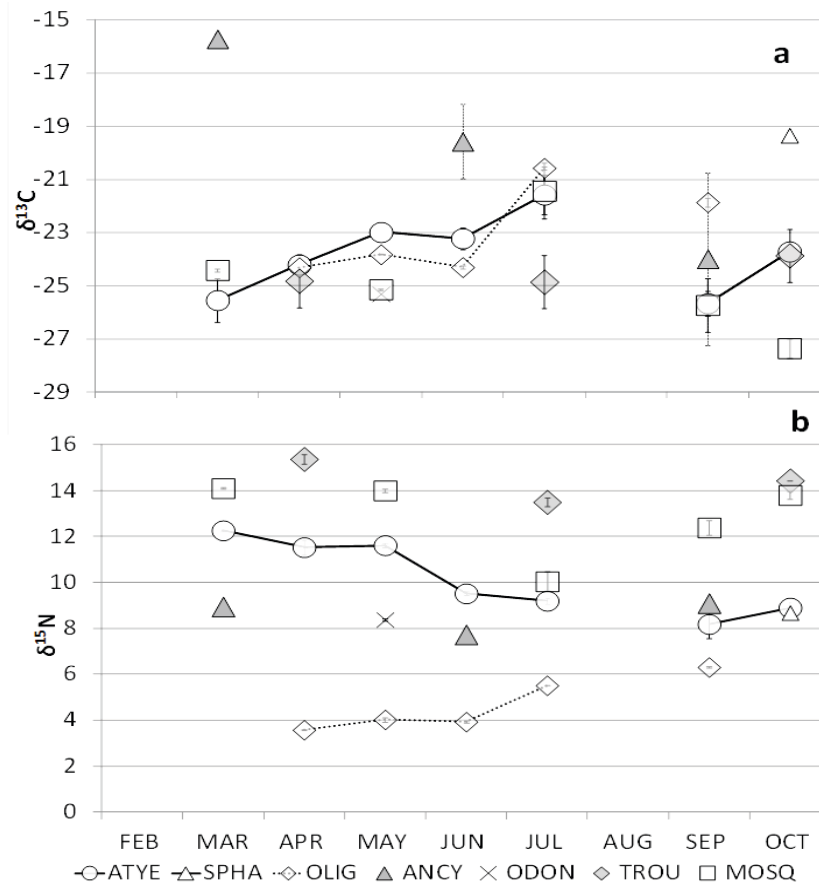 a
δ¹³C
-15
-17
-19
-21
-23
-25
-27
-29
b
δ¹⁵N
16
14
12
10
8
6
4
2
0
FEB MAR APR MAY JUN JUL AUG SEP OCT
ATYE SPHA OLIG ANCY ODON TROU MOSQ